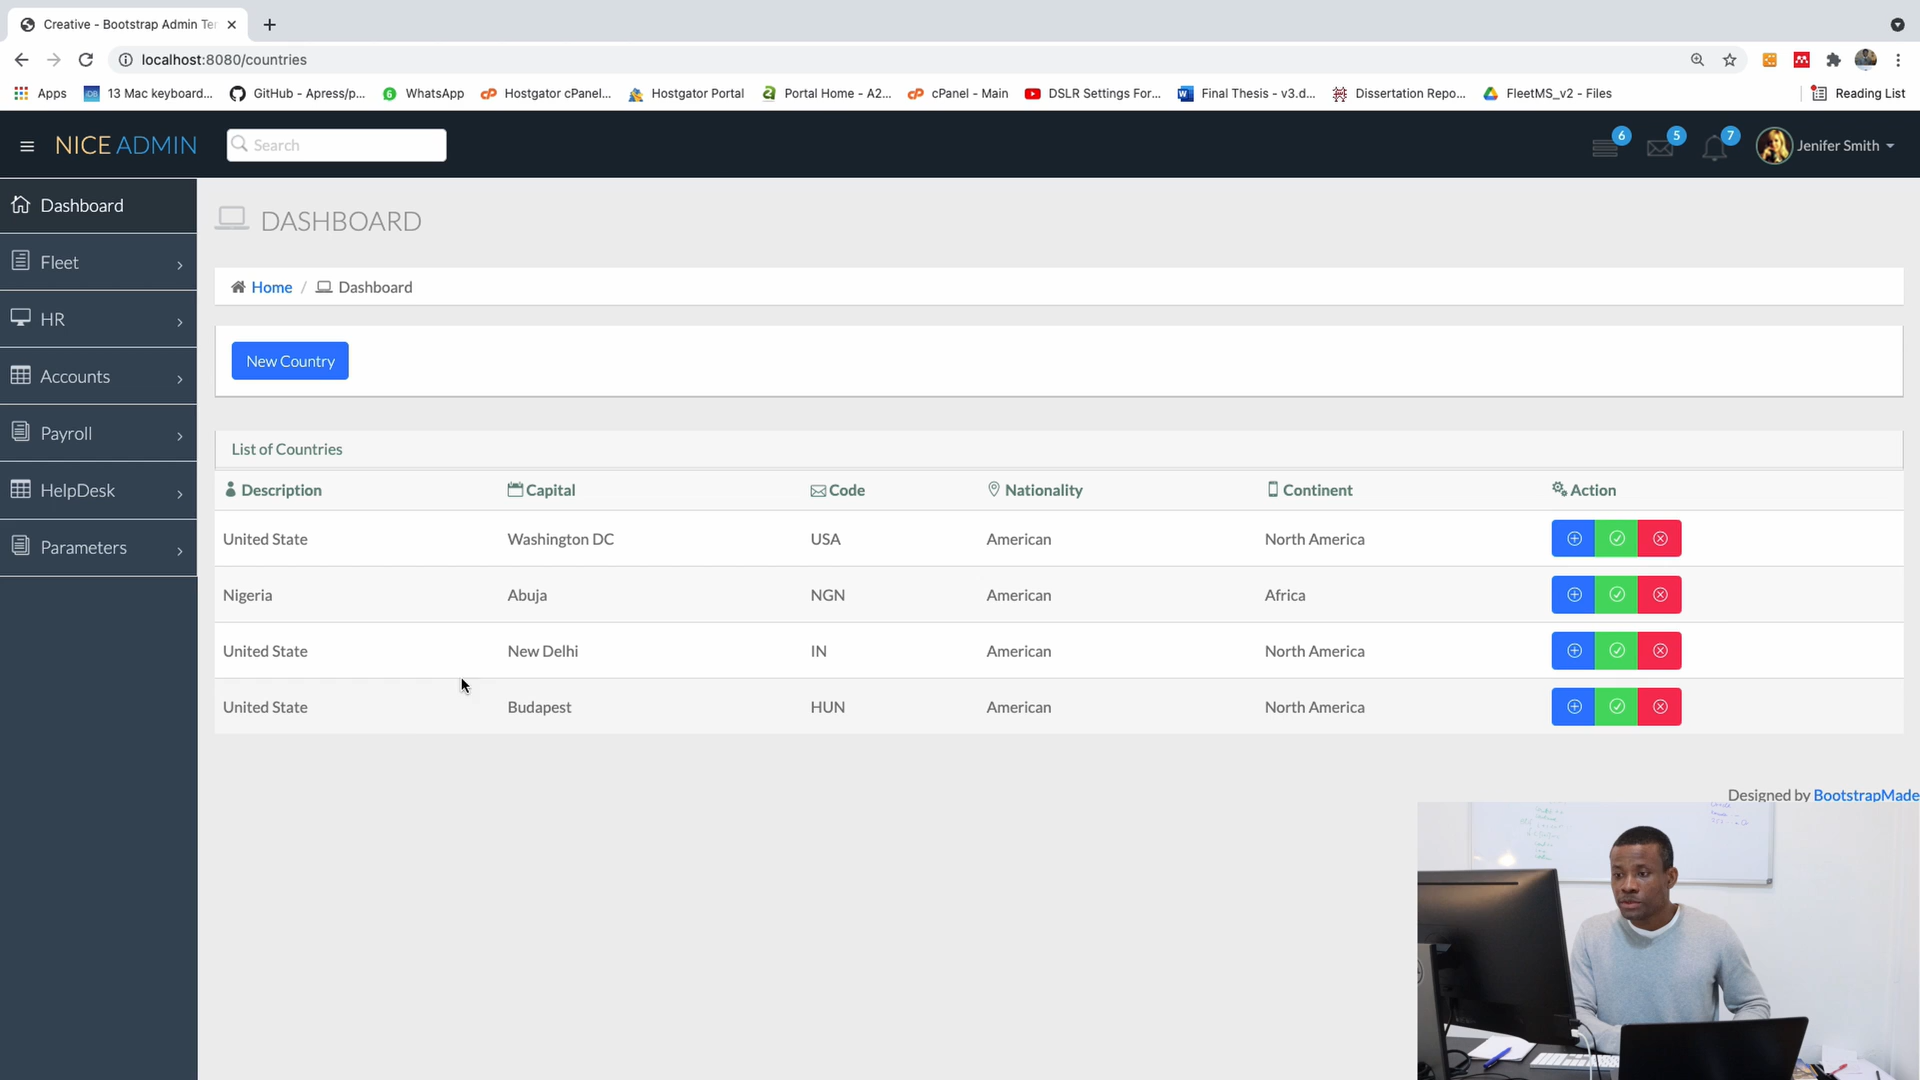 Creative - Bootstrap Admin Ter
localhost:8080/countries
Apps 13 Mac keyboard... GitHub - Apress/p... WhatsApp Hostgator cPanel... Hostgator Portal Portal Home - A2... cPanel - Main DSLR Settings For... Final Thesis - v3.d... Dissertation Repo... FleetMS_v2 - Files Reading List
NICE ADMIN Search 6 5 7 Jenifer Smith
Dashboard
Fleet
HR
Accounts
Payroll
HelpDesk
Parameters
DASHBOARD
Home / Dashboard
New Country
List of Countries
Description Capital Code Nationality Continent Action
United State Washington DC USA American North America
Nigeria Abuja NGN American Africa
United State New Delhi IN American North America
United State Budapest HUN American North America
Designed by BootstrapMade